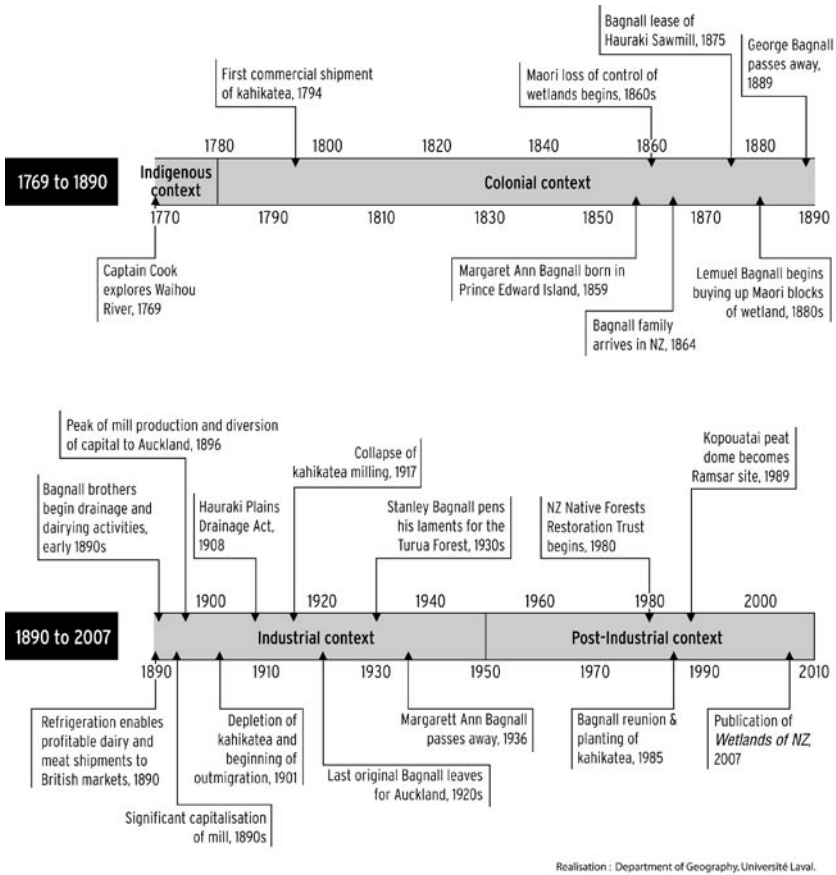 Bagnall lease of
Hauraki Sawmill, 1875
George Bagnall
passes away,
1889
First commercial shipment
of kahikatea, 1794
Maori loss of control of
wetlands begins, 1860s
1780 1800 1820 1840 1860 1880
1769 to 1890
Indigenous
context
Colonial context
1770 1790 1810 1830 1850 1870 1890
Captain Cook
explores Waihou
River, 1769
Margaret Ann Bagnall born in
Prince Edward Island, 1859
Lemuel Bagnall begins
buying up Maori blocks
of wetland, 1880s
Bagnall family
arrives in NZ, 1864
Peak of mill production and diversion
of capital to Auckland, 1896
Collapse of
kahikatea milling, 1917
Kopouatai peat
dome becomes
Ramsar site, 1989
Bagnall brothers
begin drainage and
dairying activities,
early 1890s
Hauraki Plains
Drainage Act,
1908
Stanley Bagnall pens
his laments for the
Turua Forest, 1930s
NZ Native Forests
Restoration Trust
begins, 1980
1900 1920 1940 1960 1980 2000
1890 to 2007
Industrial context
Post-Industrial context
1890 1910 1930 1950 1970 1990 2010
Refrigeration enables
profitable dairy and
meat shipments to
British markets, 1890
Depletion of
kahikatea and
beginning of
outmigration, 1901
Margarett Ann Bagnall
passes away, 1936
Bagnall reunion &
planting of
kahikatea, 1985
Publication of
Wetlands of NZ,
2007
Last original Bagnall leaves
for Auckland, 1920s
Significant capitalisation
of mill, 1890s
Realisation : Department of Geography, Université Laval.